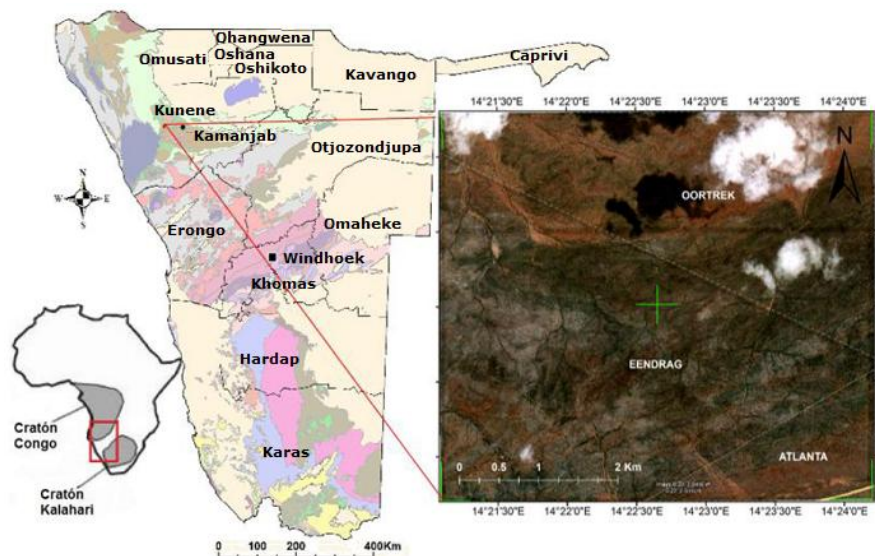 Ohangwena
Omusati
Oshana
Oshikoto
Kavango
Caprivi
Kunene
Kamanjab
Otjozondjupa
Erongo
Omaheke
Windhoek
Khomas
Hardap
Karas
N
W E
S
Cratón
Congo
Cratón
Kalahari
0 100 200 400Km
14°21'30"E 14°22'0"E 14°22'30"E 14°23'0"E 14°23'30"E 14°24'0"E
N
OORTREK
EENDRAG
ATLANTA
0 0.5 1 2 Km
14°21'30"E 14°22'0"E 14°22'30"E 14°23'0"E 14°23'30"E 14°24'0"E